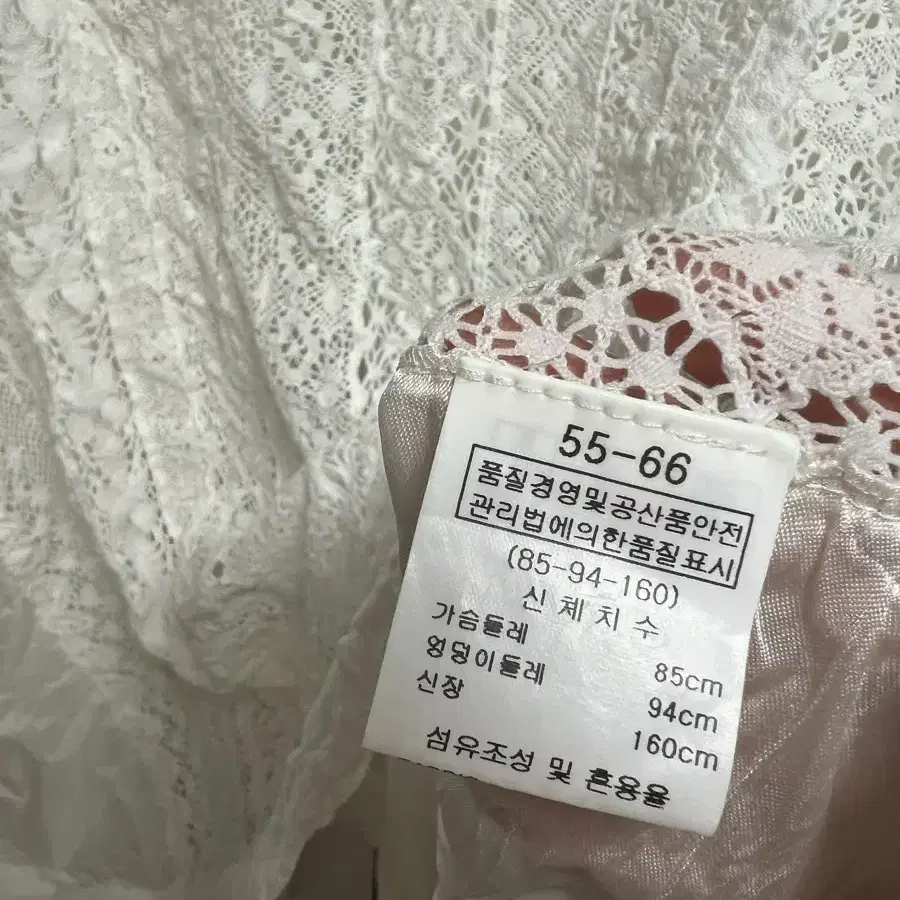 55-66
품질경영및공산품안전
관리법에의한품질표시
(85-94-160)
신체치수
가슴둘레 85cm
엉덩이둘레 94cm
신장 160cm
섬유조성 및 혼용율